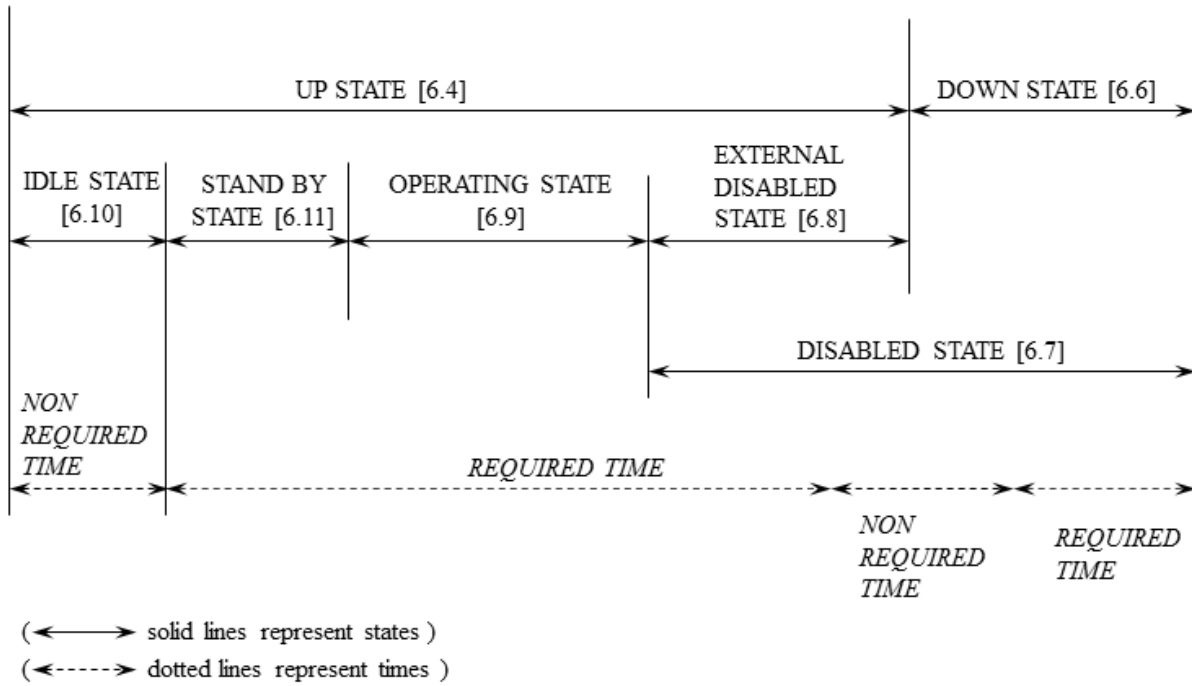 UP STATE [6.4]
DOWN STATE [6.6]
IDLE STATE
[6.10]
STAND BY
STATE [6.11]
OPERATING STATE
[6.9]
EXTERNAL
DISABLED
STATE [6.8]
DISABLED STATE [6.7]
NON
REQUIRED
TIME
REQUIRED TIME
NON
REQUIRED
TIME
REQUIRED
TIME
( solid lines represent states )
( dotted lines represent times )